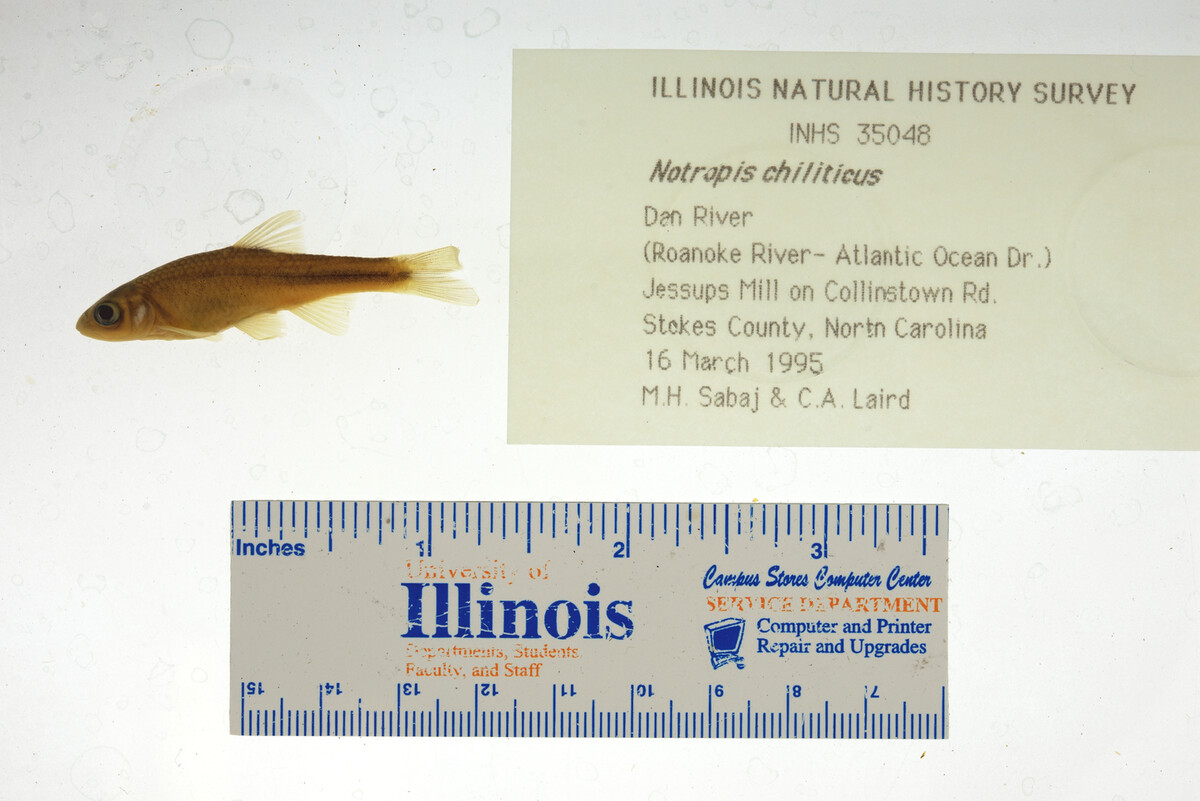 ILLINOIS NATURAL HISTORY SURVEY
INHS 35048
Notropis chiliticus
Dan River
(Roanoke River- Atlantic Ocean Dr.)
Jessups Mill on Collinstown Rd.
Stokes County, North Carolina
16 March 1995
M.H. Sabaj & C.A. Laird
Inches 1 2 3
University of
Illinois
Departments, Students,
Faculty, and Staff
Campus Stores Computer Center
SERVICE DEPARTMENT
Computer and Printer
Repair and Upgrades
15 14 13 12 11 10 9 8 7